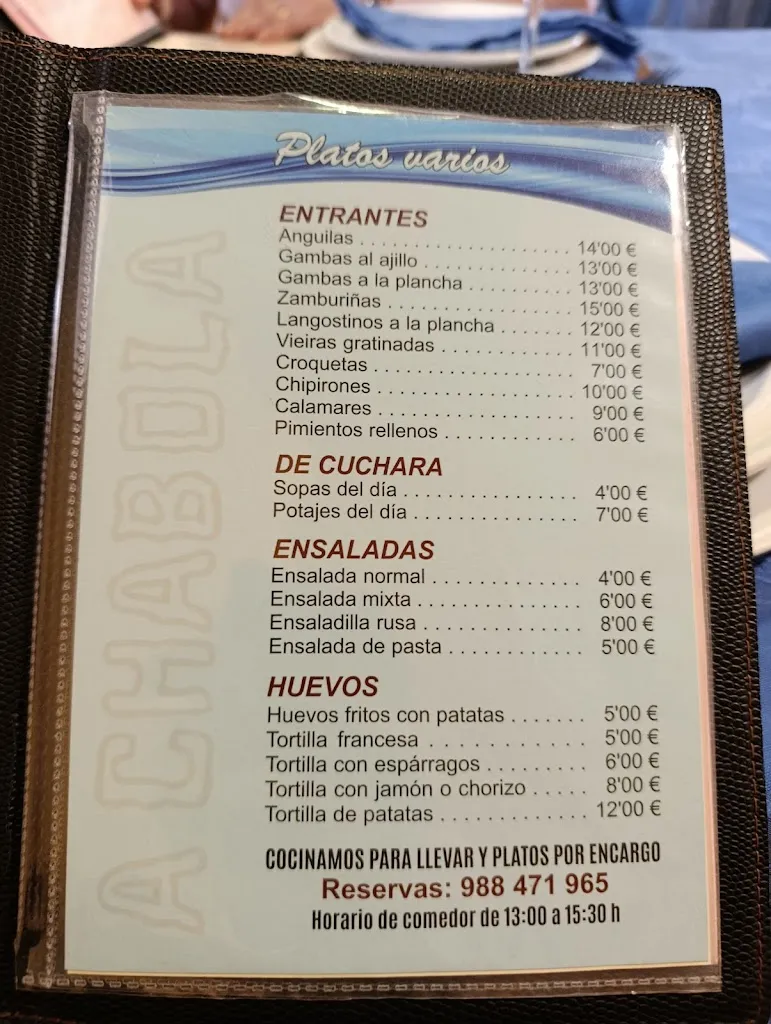 Platos varios
ENTRANTES
Anguilas . . . . . . . . . . . . . . . . . . . . . 14'00 €
Gambas al ajillo . . . . . . . . . . . . . . . 13'00 €
Gambas a la plancha . . . . . . . . . . . 13'00 €
Zamburiñas . . . . . . . . . . . . . . . . . . 15'00 €
Langostinos a la plancha . . . . . . . 12'00 €
Vieiras gratinadas . . . . . . . . . . . . . 11'00 €
Croquetas . . . . . . . . . . . . . . . . . . . 7'00 €
Chipirones . . . . . . . . . . . . . . . . . . 10'00 €
Calamares . . . . . . . . . . . . . . . . . . 9'00 €
Pimientos rellenos . . . . . . . . . . . . 6'00 €
DE CUCHARA
Sopas del día . . . . . . . . . . . . . . . . 4'00 €
Potajes del día . . . . . . . . . . . . . . . 7'00 €
ENSALADAS
Ensalada normal . . . . . . . . . . . . . 4'00 €
Ensalada mixta . . . . . . . . . . . . . . 6'00 €
Ensaladilla rusa . . . . . . . . . . . . . . 8'00 €
Ensalada de pasta . . . . . . . . . . . . 5'00 €
HUEVOS
Huevos fritos con patatas . . . . . . . 5'00 €
Tortilla francesa . . . . . . . . . . . . 5'00 €
Tortilla con espárragos . . . . . . . . . 6'00 €
Tortilla con jamón o chorizo . . . . . 8'00 €
Tortilla de patatas . . . . . . . . . . . . . 12'00 €
COCINAMOS PARA LLEVAR Y PLATOS POR ENCARGO
Reservas: 988 471 965
Horario de comedor de 13:00 a 15:30 h
A CHABOLA